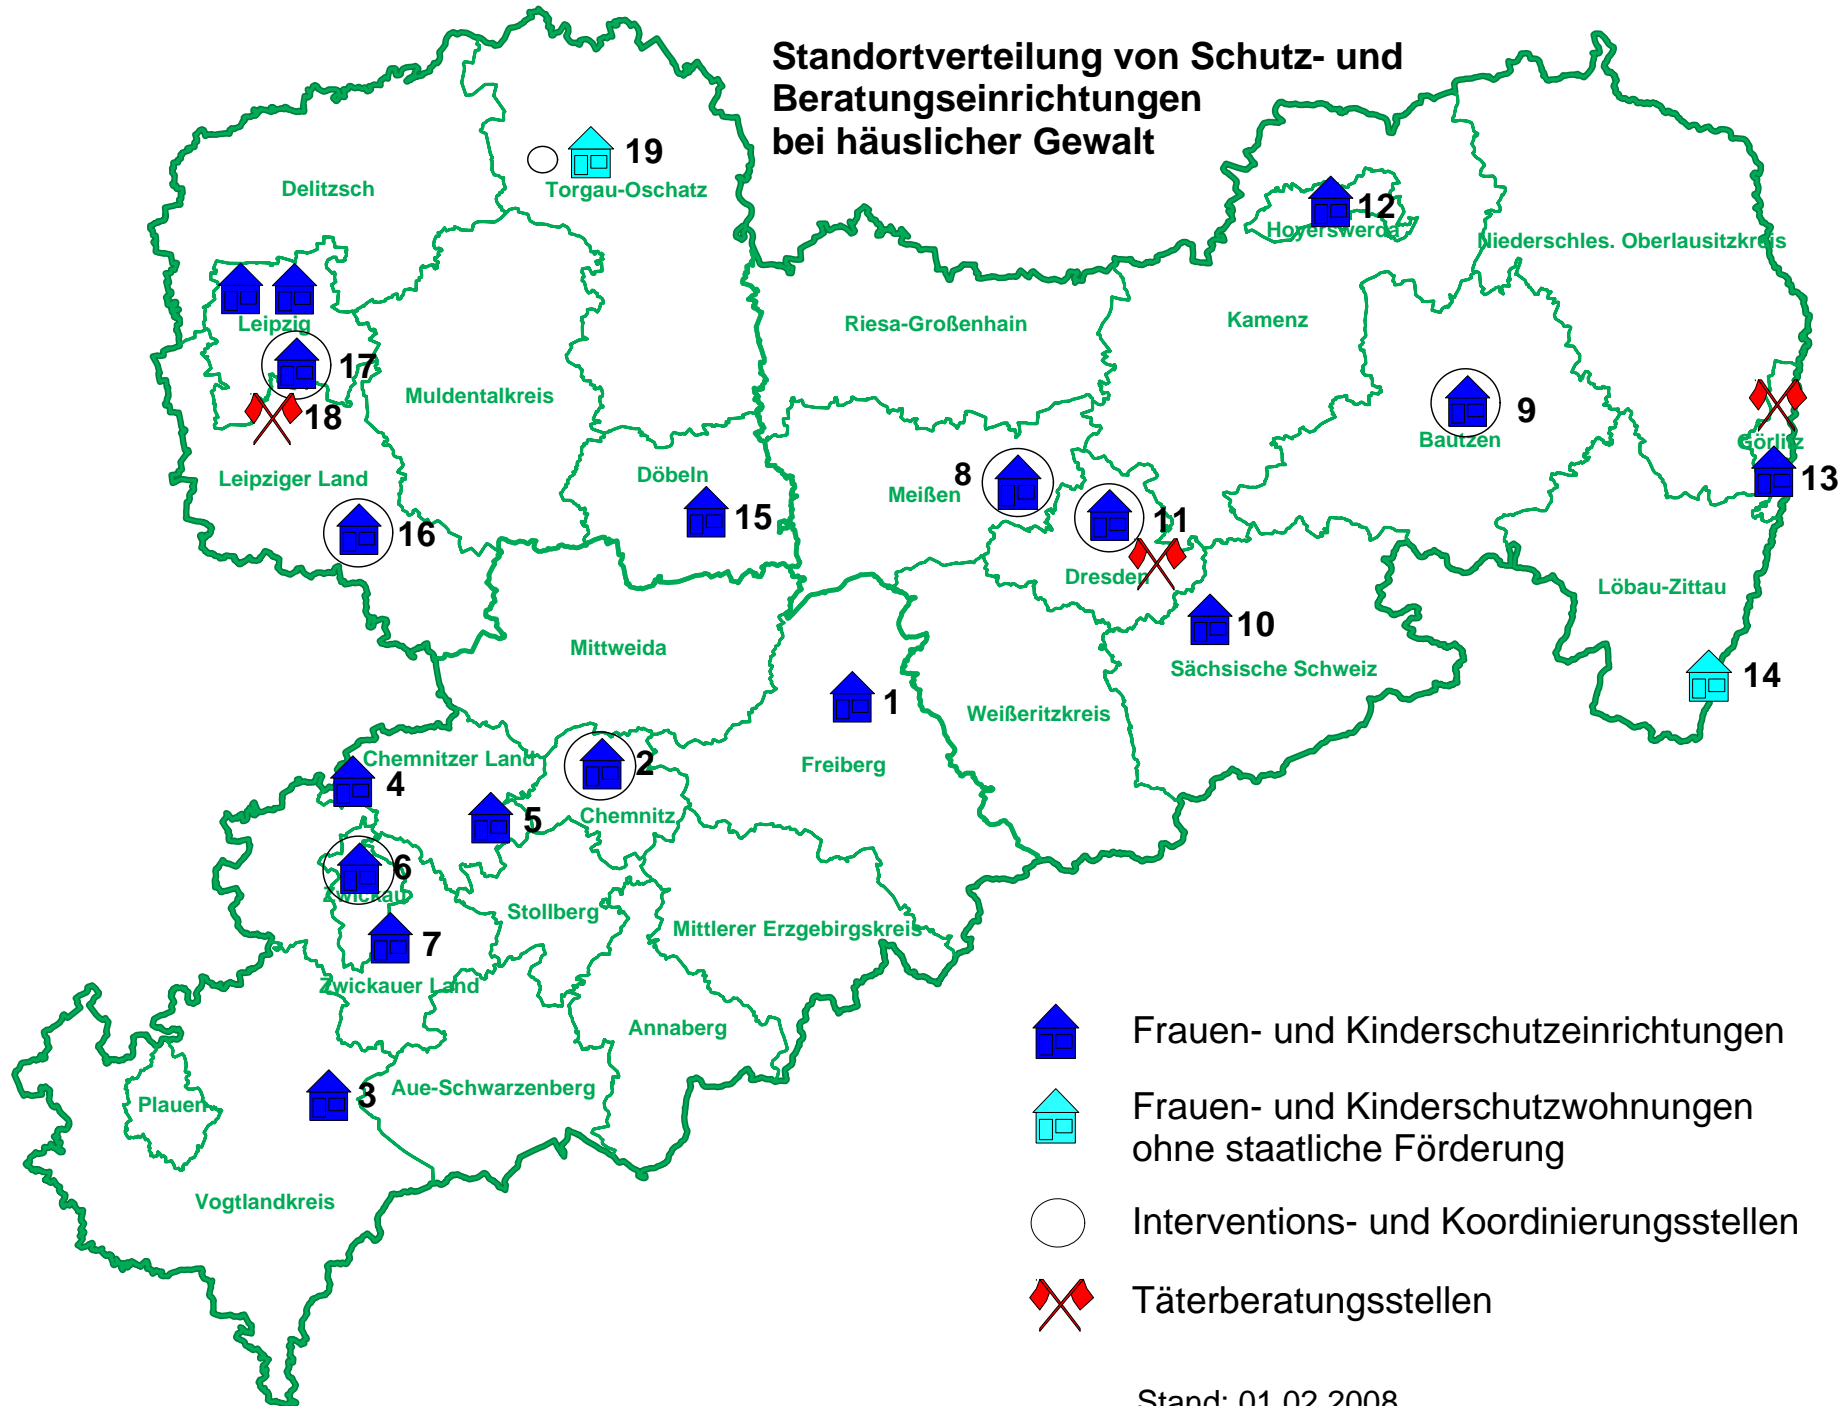 Standortverteilung von Schutz- und
Beratungseinrichtungen
bei häuslicher Gewalt
19
Delitzsch
Torgau-Oschatz
12
Hoyerswerda
Niederschles. Oberlausitzkreis
Leipzig
Riesa-Großenhain
Kamenz
17
Muldentalkreis
18
9
Bautzen
Görlitz
Leipziger Land
Döbeln
8
Meißen
13
15
11
16
Dresden
Löbau-Zittau
10
Mittweida
Sächsische Schweiz
14
1
Weißeritzkreis
Chemnitzer Land
2
Freiberg
4
5
Chemnitz
6
Zwickau
Stollberg
Mittlerer Erzgebirgskreis
7
Zwickauer Land
Annaberg
Frauen- und Kinderschutzeinrichtungen
3
Aue-Schwarzenberg
Plauen
Frauen- und Kinderschutzwohnungen
ohne staatliche Förderung
Vogtlandkreis
Interventions- und Koordinierungsstellen
Täterberatungsstellen
Stand: 01.02.2008